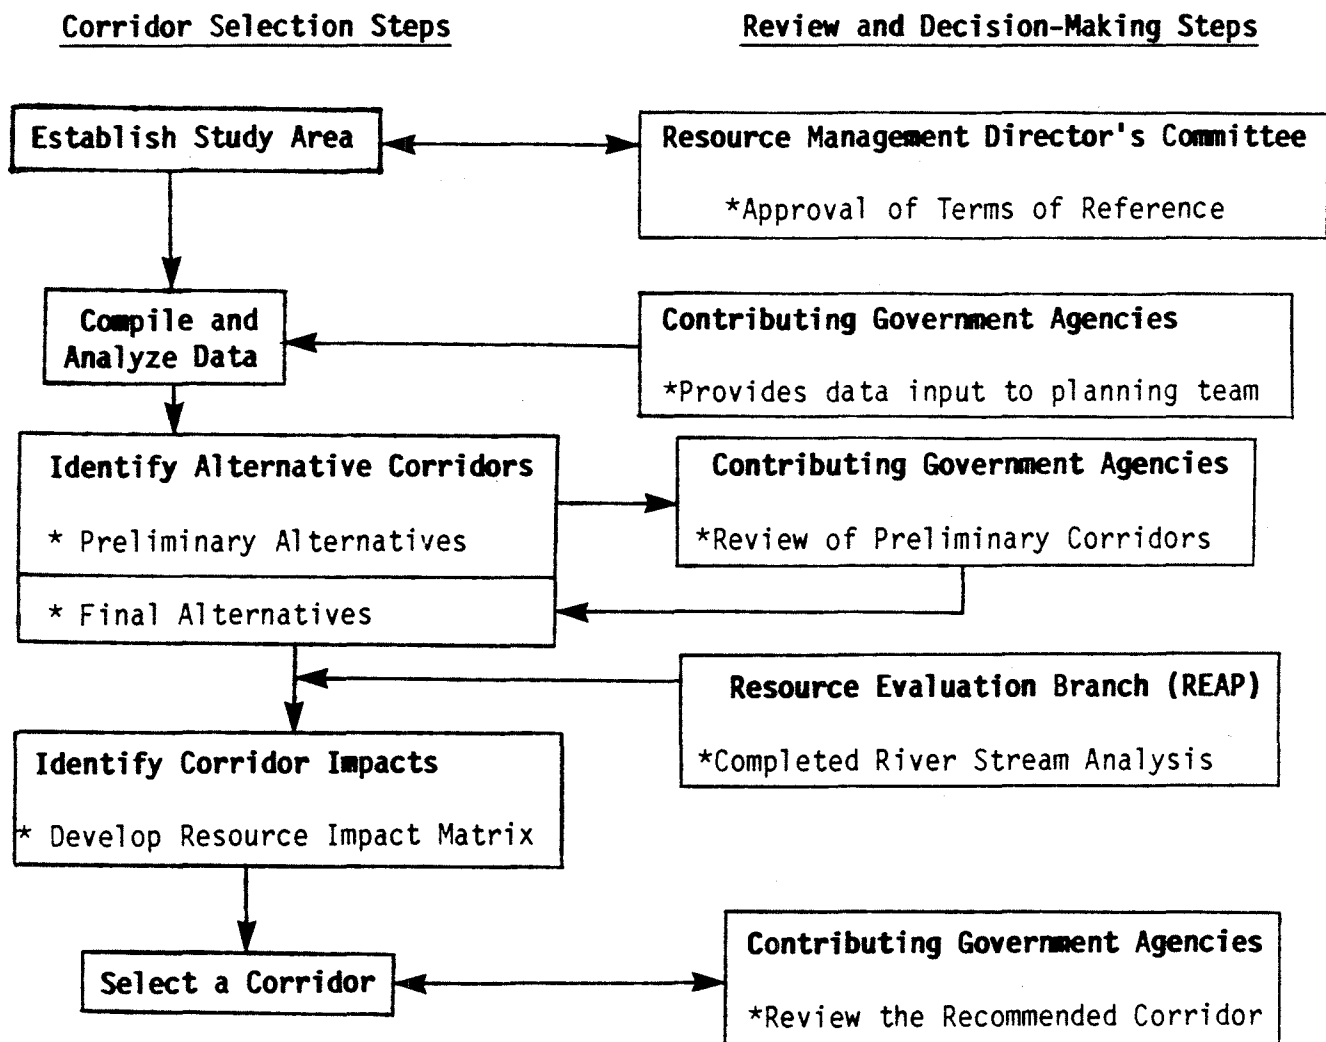 Corridor Selection Steps
Review and Decision-Making Steps
Establish Study Area
Resource Management Director's Committee
*Approval of Terms of Reference
Compile and
Analyze Data
Contributing Government Agencies
*Provides data input to planning team
Identify Alternative Corridors
* Preliminary Alternatives
* Final Alternatives
Contributing Government Agencies
*Review of Preliminary Corridors
Resource Evaluation Branch (REAP)
*Completed River Stream Analysis
Identify Corridor Impacts
* Develop Resource Impact Matrix
Select a Corridor
Contributing Government Agencies
*Review the Recommended Corridor